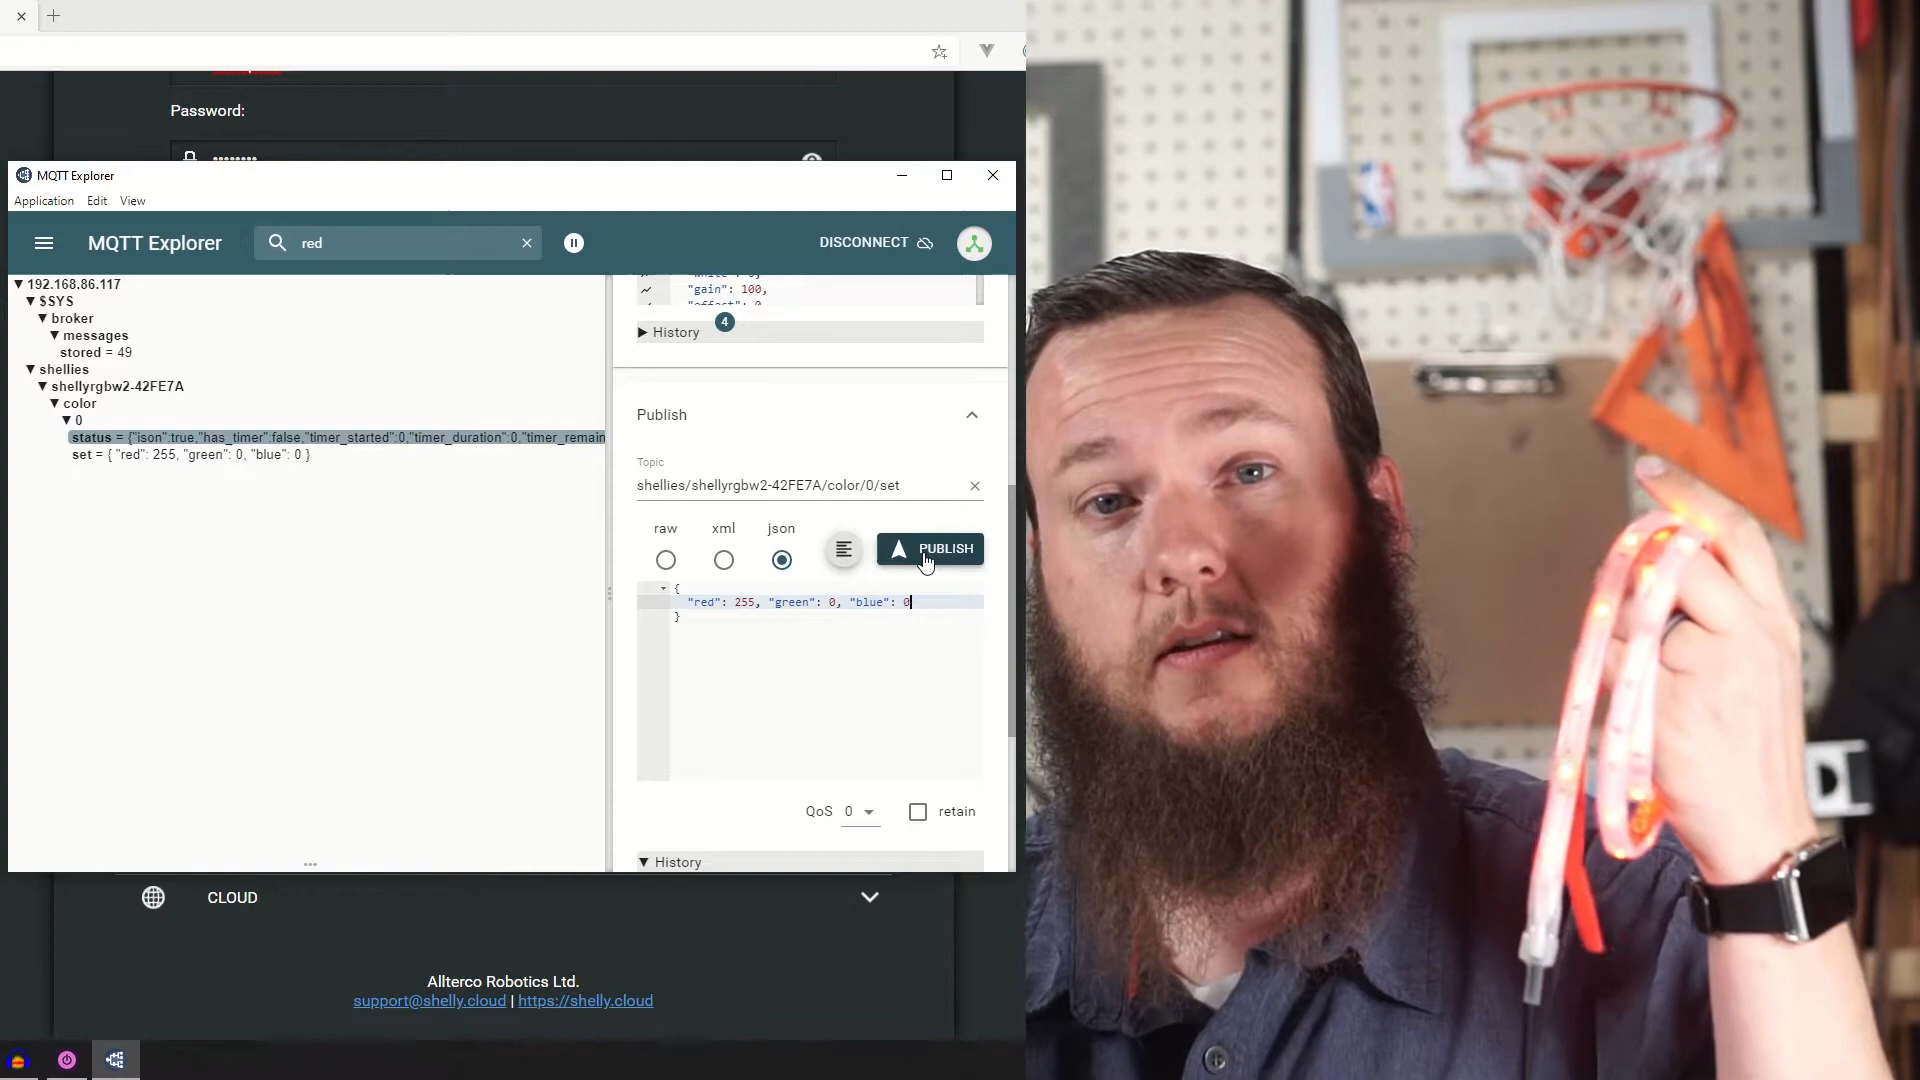 Password:
MQTT Explorer
Application Edit View
MQTT Explorer
red
DISCONNECT
192.168.86.117
$SYS
broker
messages
stored = 49
shellies
shellyrgbw2-42FE7A
color
0
status = {"ison":true,"has_timer":false,"timer_started":0,"timer_duration":0,"timer_remain
set = { "red": 255, "green": 0, "blue": 0 }
"gain": 100,
"effect": 0
History 4
Publish
Topic
shellies/shellyrgbw2-42FE7A/color/0/set
raw xml json
PUBLISH
{
"red": 255, "green": 0, "blue": 0
}
QoS 0 retain
History
CLOUD
Allterco Robotics Ltd.
support@shelly.cloud | https://shelly.cloud